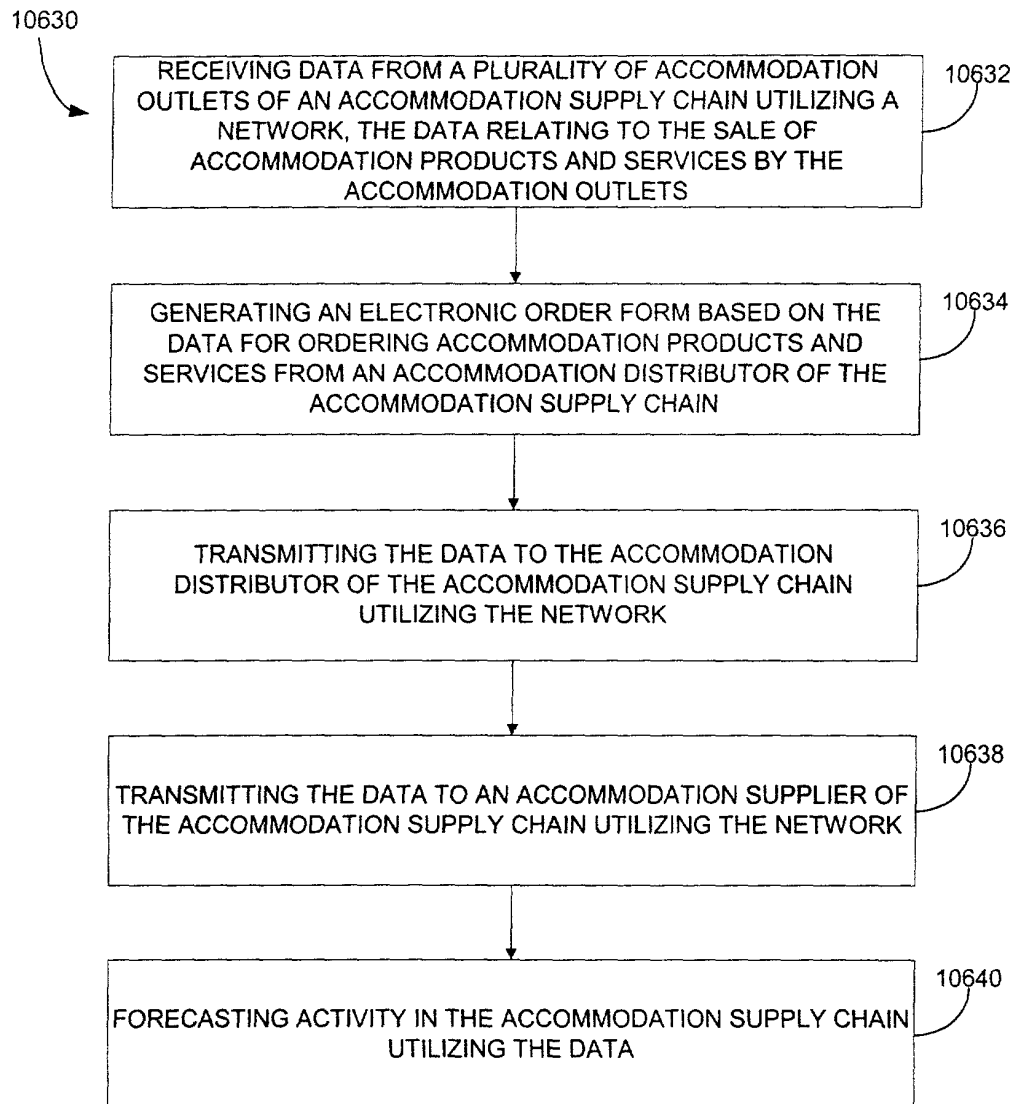 10630
RECEIVING DATA FROM A PLURALITY OF ACCOMMODATION
OUTLETS OF AN ACCOMMODATION SUPPLY CHAIN UTILIZING A
NETWORK, THE DATA RELATING TO THE SALE OF
ACCOMMODATION PRODUCTS AND SERVICES BY THE
ACCOMMODATION OUTLETS
10632
GENERATING AN ELECTRONIC ORDER FORM BASED ON THE
DATA FOR ORDERING ACCOMMODATION PRODUCTS AND
SERVICES FROM AN ACCOMMODATION DISTRIBUTOR OF THE
ACCOMMODATION SUPPLY CHAIN
10634
TRANSMITTING THE DATA TO THE ACCOMMODATION
DISTRIBUTOR OF THE ACCOMMODATION SUPPLY CHAIN
UTILIZING THE NETWORK
10636
TRANSMITTING THE DATA TO AN ACCOMMODATION SUPPLIER OF
THE ACCOMMODATION SUPPLY CHAIN UTILIZING THE NETWORK
10638
FORECASTING ACTIVITY IN THE ACCOMMODATION SUPPLY CHAIN
UTILIZING THE DATA
10640